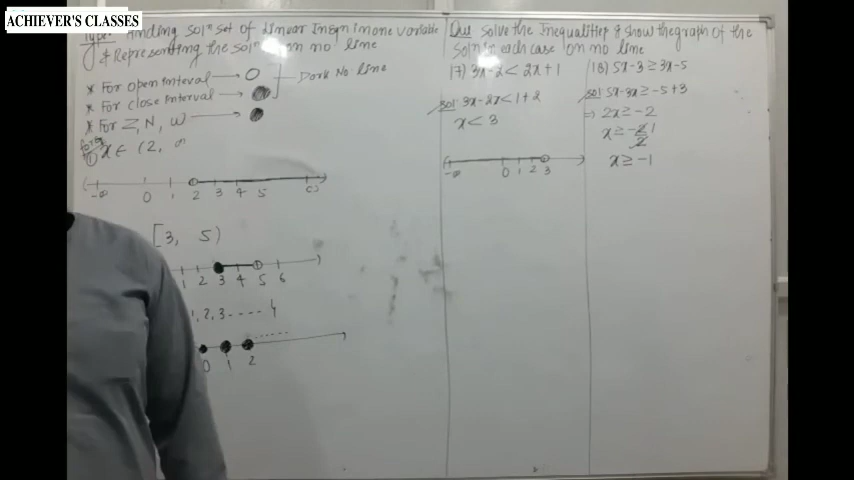 ACHIEVER'S CLASSES
Type: Finding Solⁿ set of Linear Inequⁿ in one variable
& Representing the Solⁿ on no line
* For open Interval → ○
* For close Interval → ●
Dark No. line
* For Z, N, W → ●
① x ∈ (2, ∞
-∞ 0 1 2 3 4 5 ∞
[3, 5)
1 2 3 4 5 6
1, 2, 3 ----
0 1 2
Que Solve the Inequalities & show the graph of the
Solⁿ in each case on no line
17) 3x-2 < 2x+1
Sol 3x-2x < 1+2
x < 3
-∞ 0 1 2 3
18) 5x-3 ≥ 3x-5
Sol 5x-3x ≥ -5+3
⇒ 2x ≥ -2
x ≥ -2 1
2
x ≥ -1